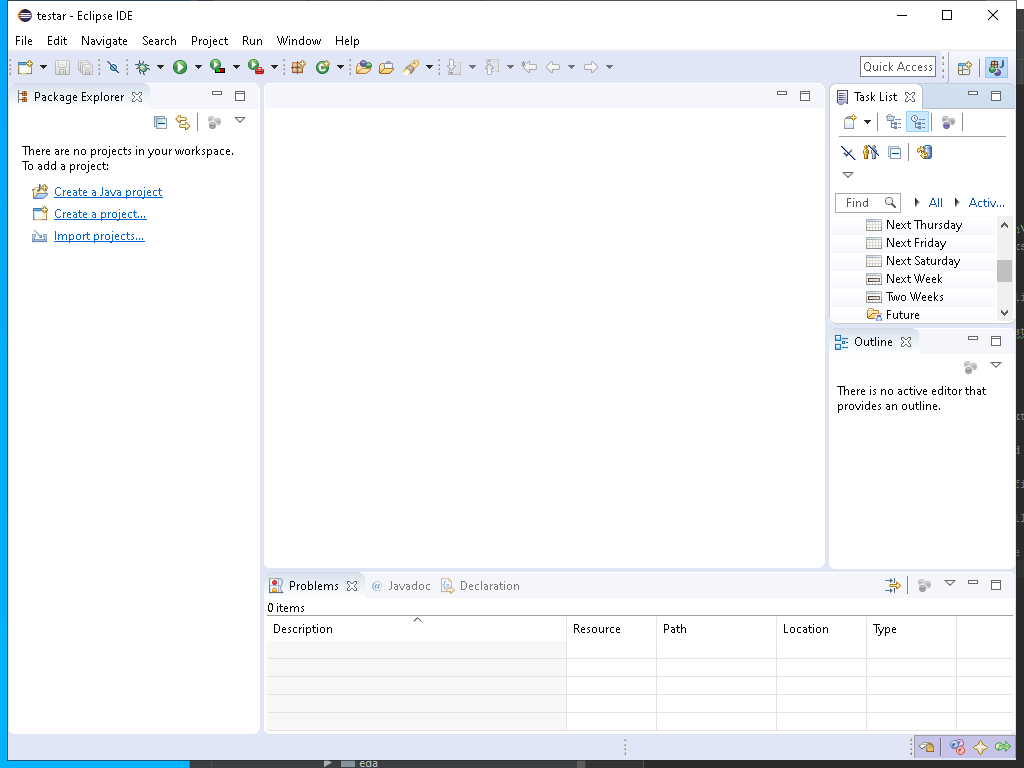 testar - Eclipse IDE
File Edit Navigate Search Project Run Window Help
Quick Access
Package Explorer
There are no projects in your workspace.
To add a project:
Create a Java project
Create a project...
Import projects...
Task List
Find All Activ...
Next Thursday
Next Friday
Next Saturday
Next Week
Two Weeks
Future
Outline
There is no active editor that
provides an outline.
Problems @ Javadoc Declaration
0 items
Description Resource Path Location Type
eda